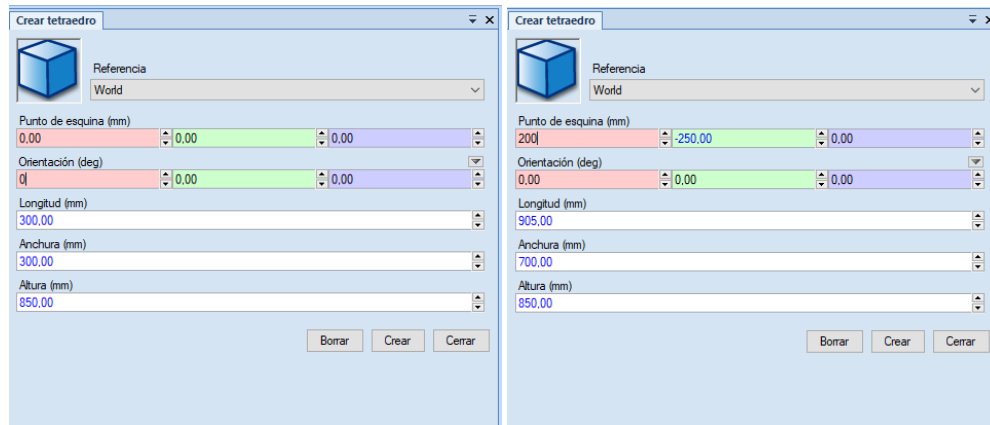 Crear tetraedro
Referencia
World
Punto de esquina (mm)
0,00 0,00 0,00
Orientación (deg)
0 0,00 0,00
Longitud (mm)
300,00
Anchura (mm)
300,00
Altura (mm)
850,00
Borrar Crear Cerrar
Crear tetraedro
Referencia
World
Punto de esquina (mm)
200 -250,00 0,00
Orientación (deg)
0,00 0,00 0,00
Longitud (mm)
905,00
Anchura (mm)
700,00
Altura (mm)
850,00
Borrar Crear Cerrar